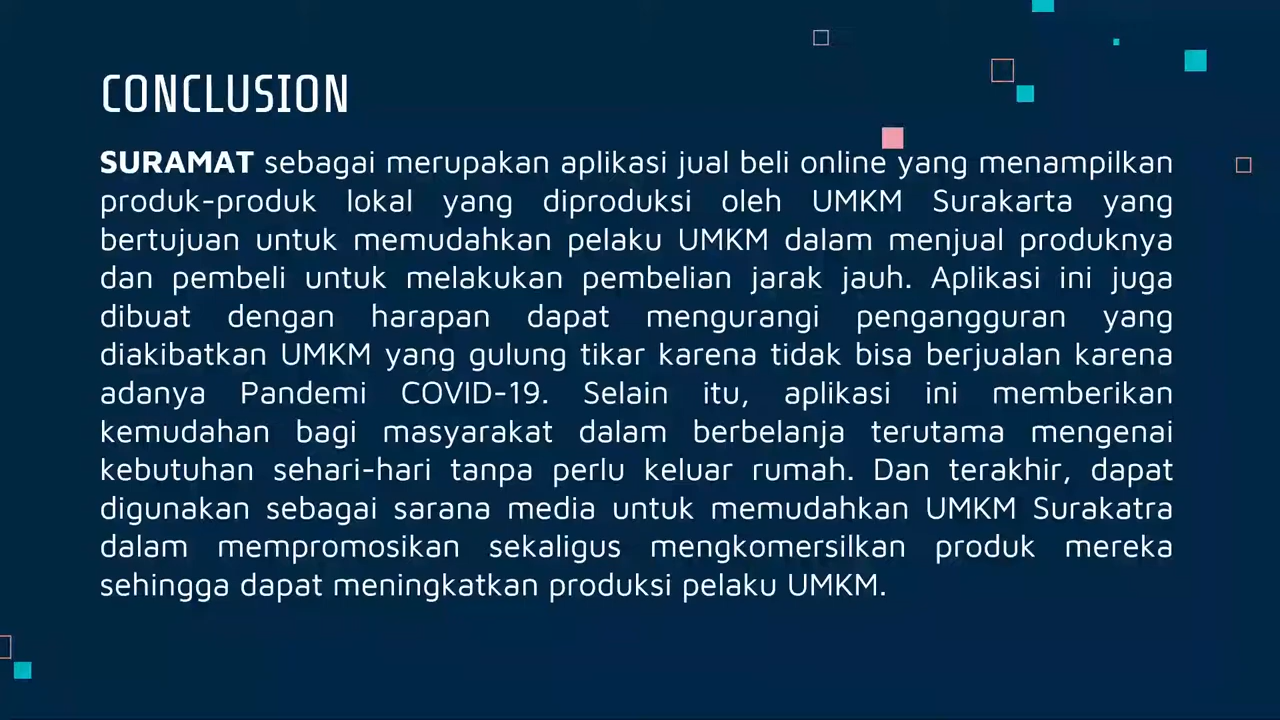 CONCLUSION
SURAMAT sebagai merupakan aplikasi jual beli online yang menampilkan
produk-produk lokal yang diproduksi oleh UMKM Surakarta yang
bertujuan untuk memudahkan pelaku UMKM dalam menjual produknya
dan pembeli untuk melakukan pembelian jarak jauh. Aplikasi ini juga
dibuat dengan harapan dapat mengurangi pengangguran yang
diakibatkan UMKM yang gulung tikar karena tidak bisa berjualan karena
adanya Pandemi COVID-19. Selain itu, aplikasi ini memberikan
kemudahan bagi masyarakat dalam berbelanja terutama mengenai
kebutuhan sehari-hari tanpa perlu keluar rumah. Dan terakhir, dapat
digunakan sebagai sarana media untuk memudahkan UMKM Surakatra
dalam mempromosikan sekaligus mengkomersilkan produk mereka
sehingga dapat meningkatkan produksi pelaku UMKM.